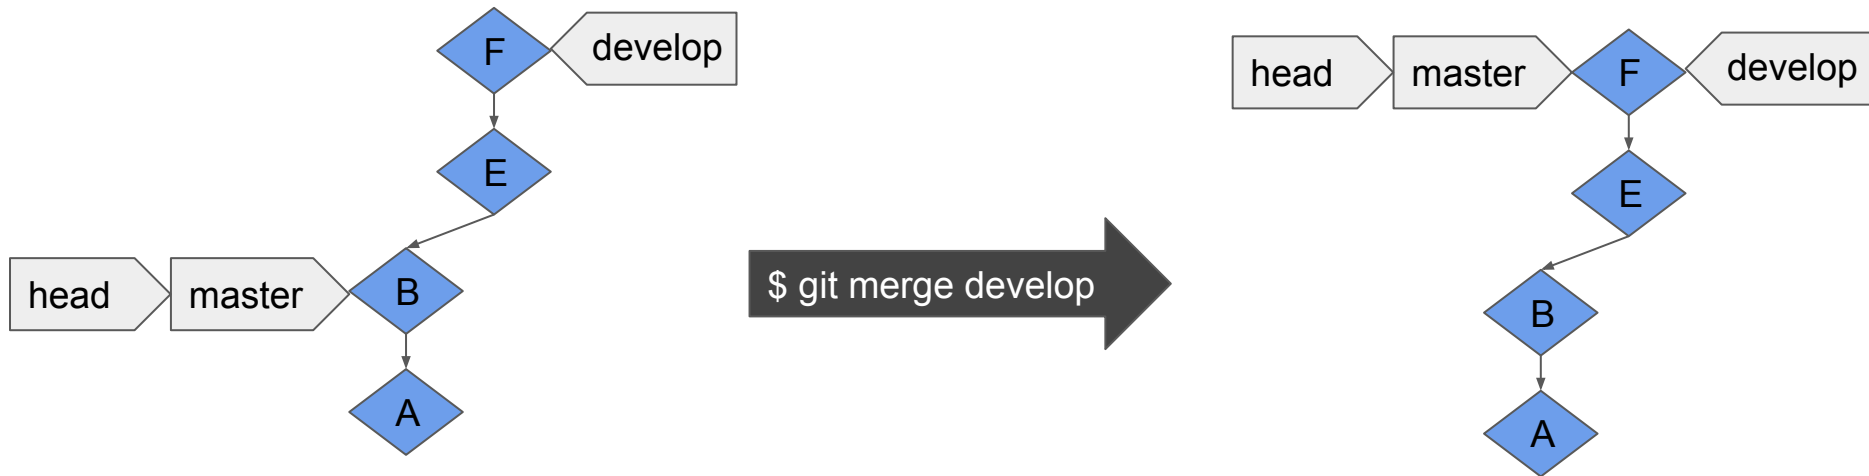 F
develop
E
head
master
B
A
$ git merge develop
head
master
F
develop
E
B
A